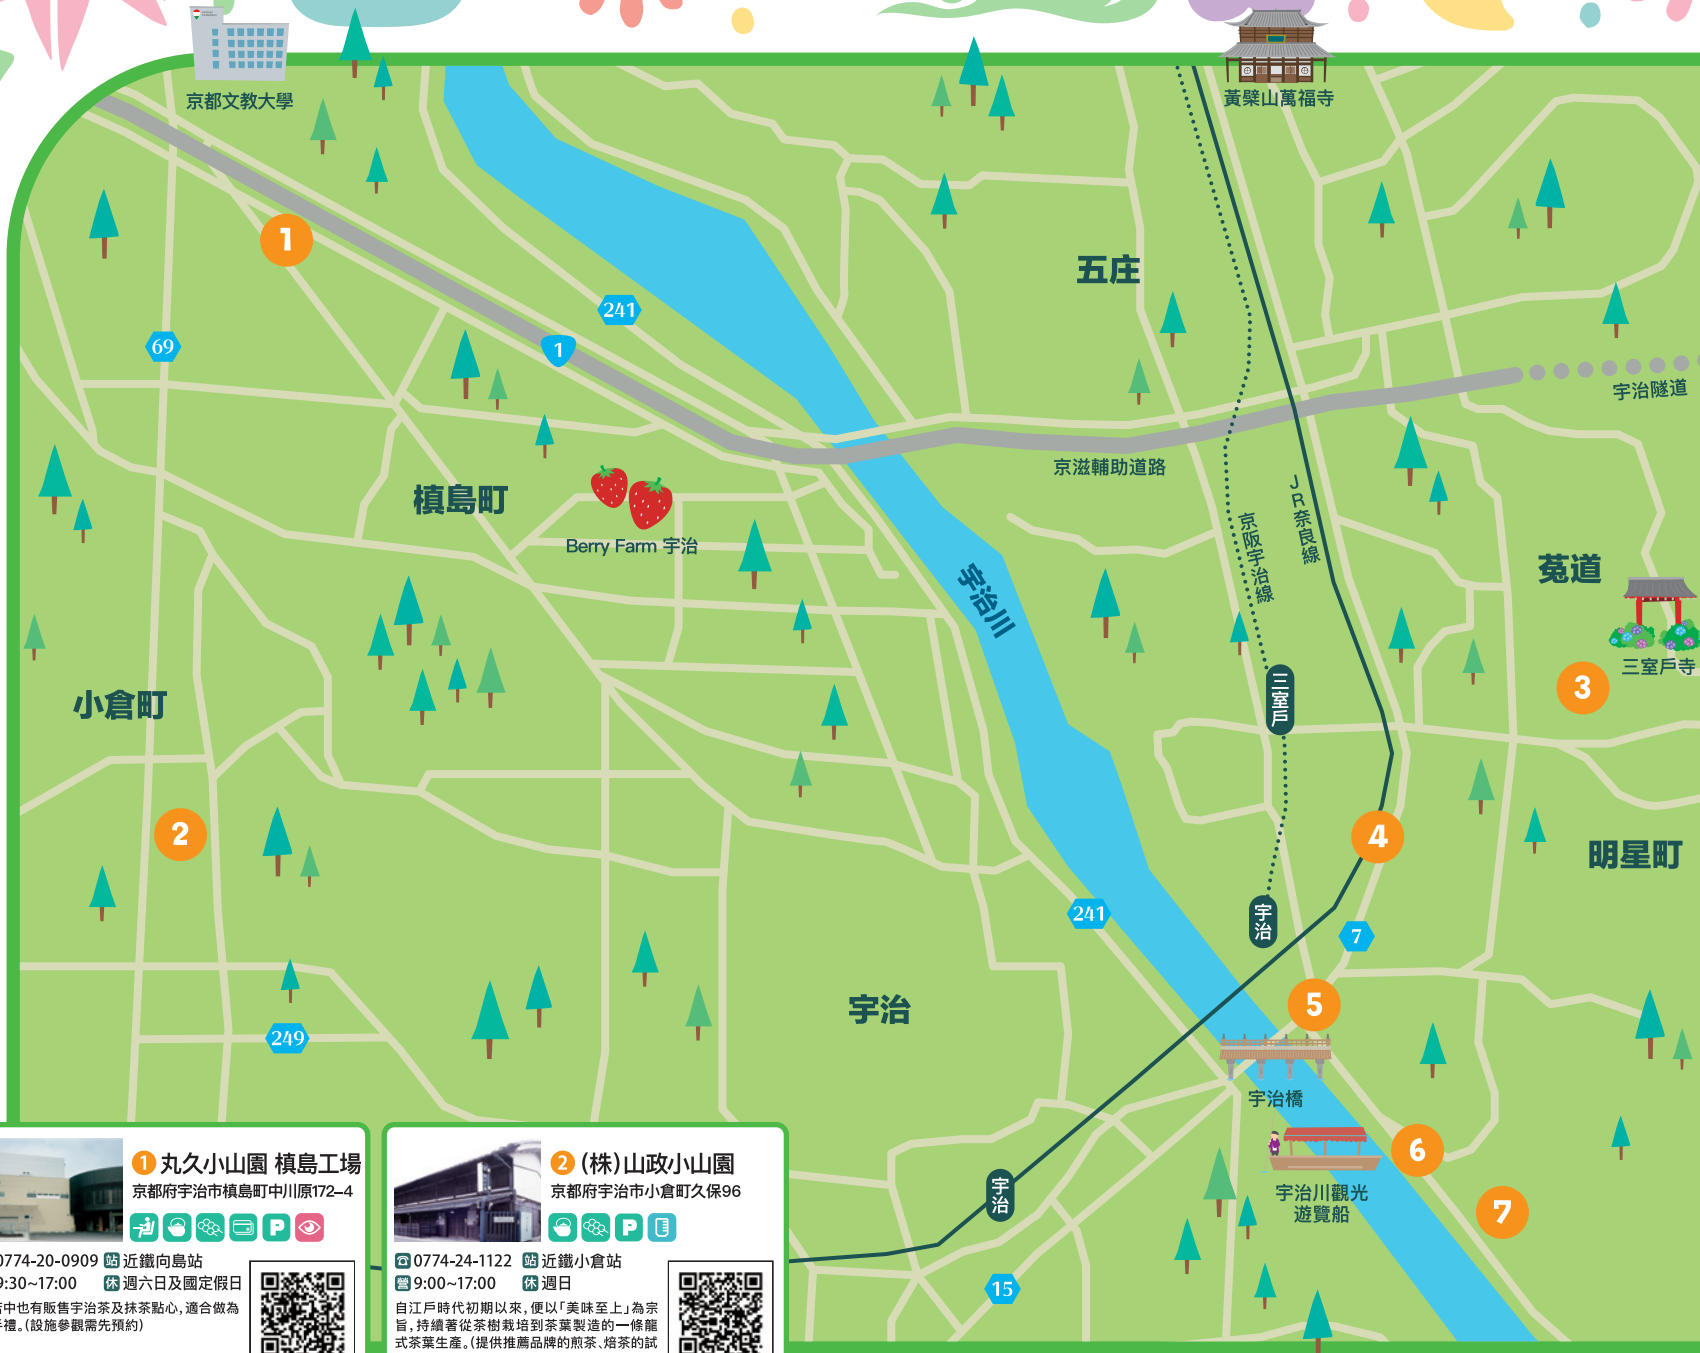 京都文教大學
黃檗山萬福寺
1
五庄
241
69
1
宇治隧道
京滋輔助道路
JR奈良線
京阪宇治線
槙島町
Berry Farm 宇治
宇治川
菟道
三室戶寺
3
三室戶
小倉町
2
4
明星町
宇治
241
7
宇治
5
249
宇治橋
6
宇治川觀光
遊覽船
7
宇治
15
1 丸久小山園 槙島工場
京都府宇治市槙島町中川原172-4
P
0774-20-0909 站 近鐵向島站
9:30~17:00 休 週六日及國定假日
中也有販售宇治茶及抹茶點心,適合做為
禮。(設施參觀需先預約)
2 (株)山政小山園
京都府宇治市小倉町久保96
P
0774-24-1122 站 近鐵小倉站
營 9:00~17:00 休 週日
自江戶時代初期以來,便以「美味至上」為宗
旨,持續著從茶樹栽培到茶葉製造的一條龍
式茶葉生產。(提供推薦品牌的煎茶、焙茶的試